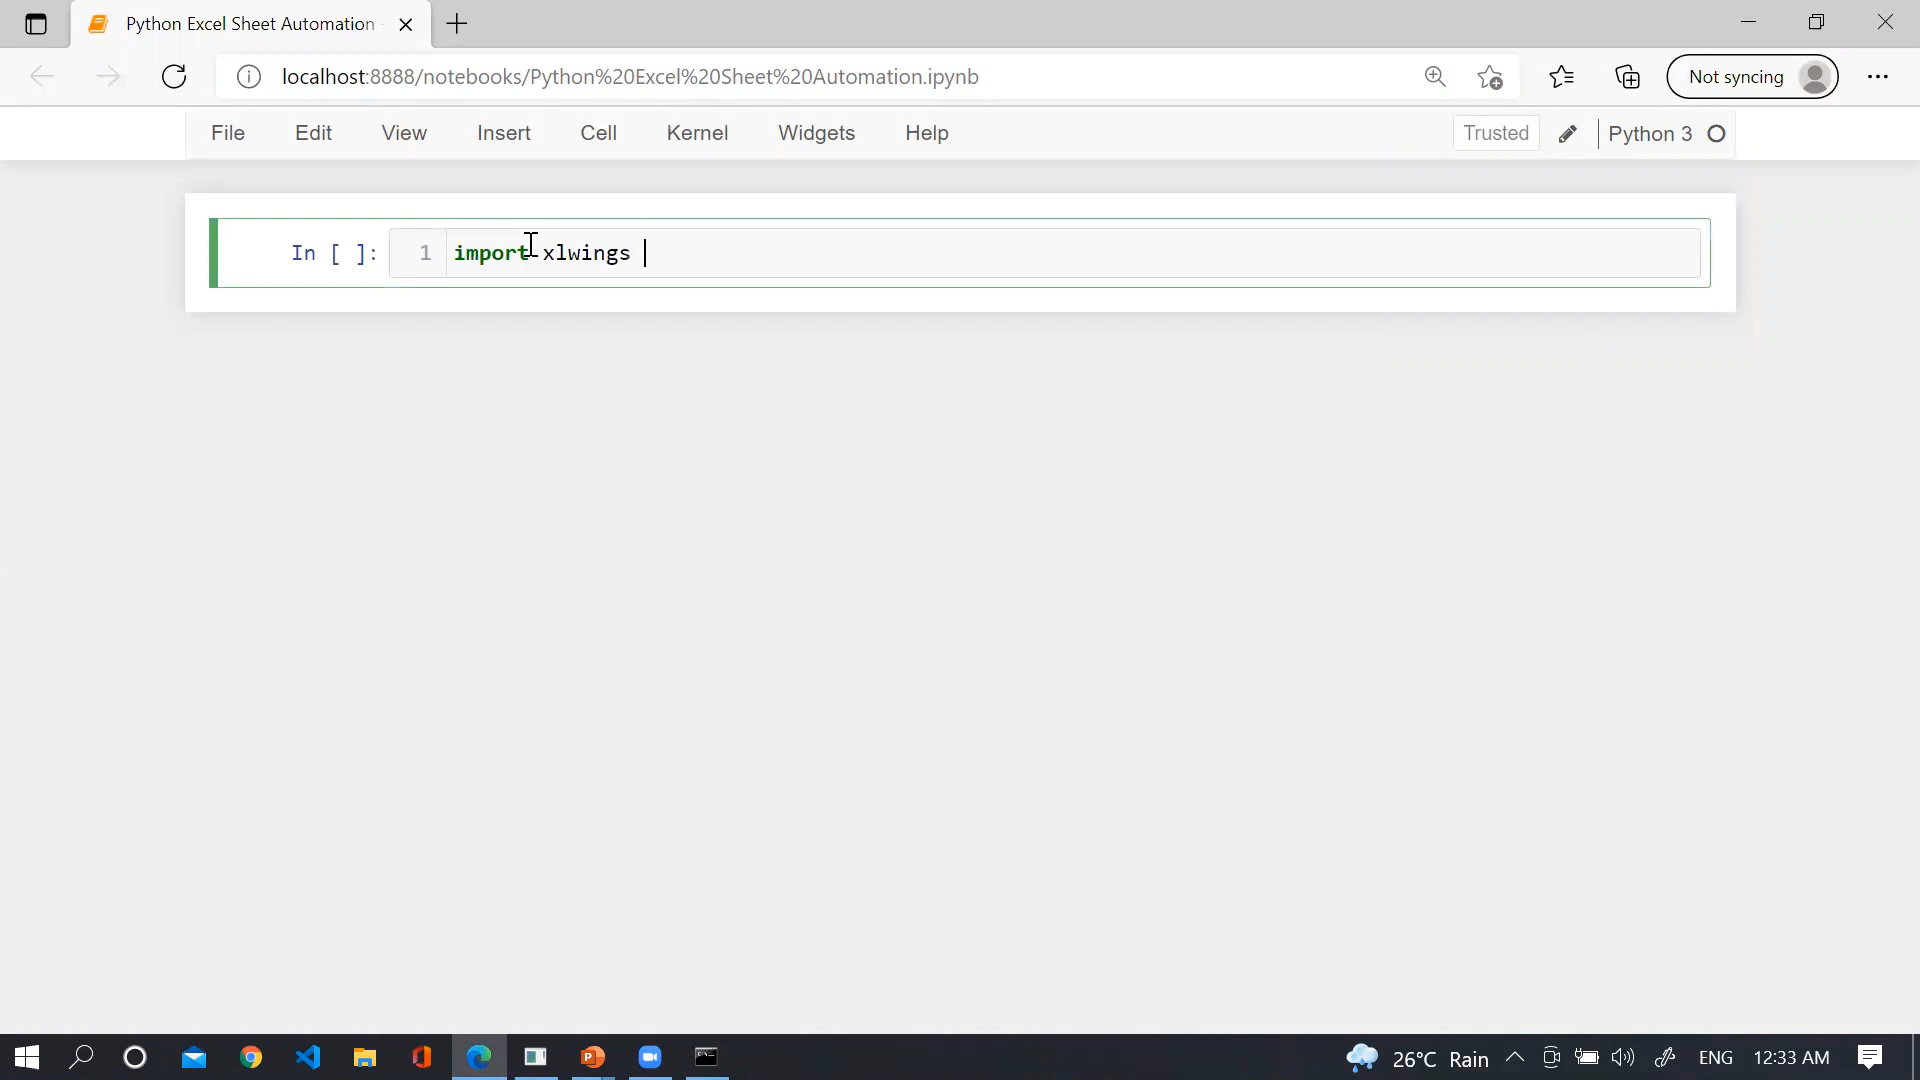 Python Excel Sheet Automation -
localhost:8888/notebooks/Python%20Excel%20Sheet%20Automation.ipynb
Not syncing
File Edit View Insert Cell Kernel Widgets Help
Trusted
Python 3
In [ ]: 1 import xlwings
26°C Rain
ENG
12:33 AM